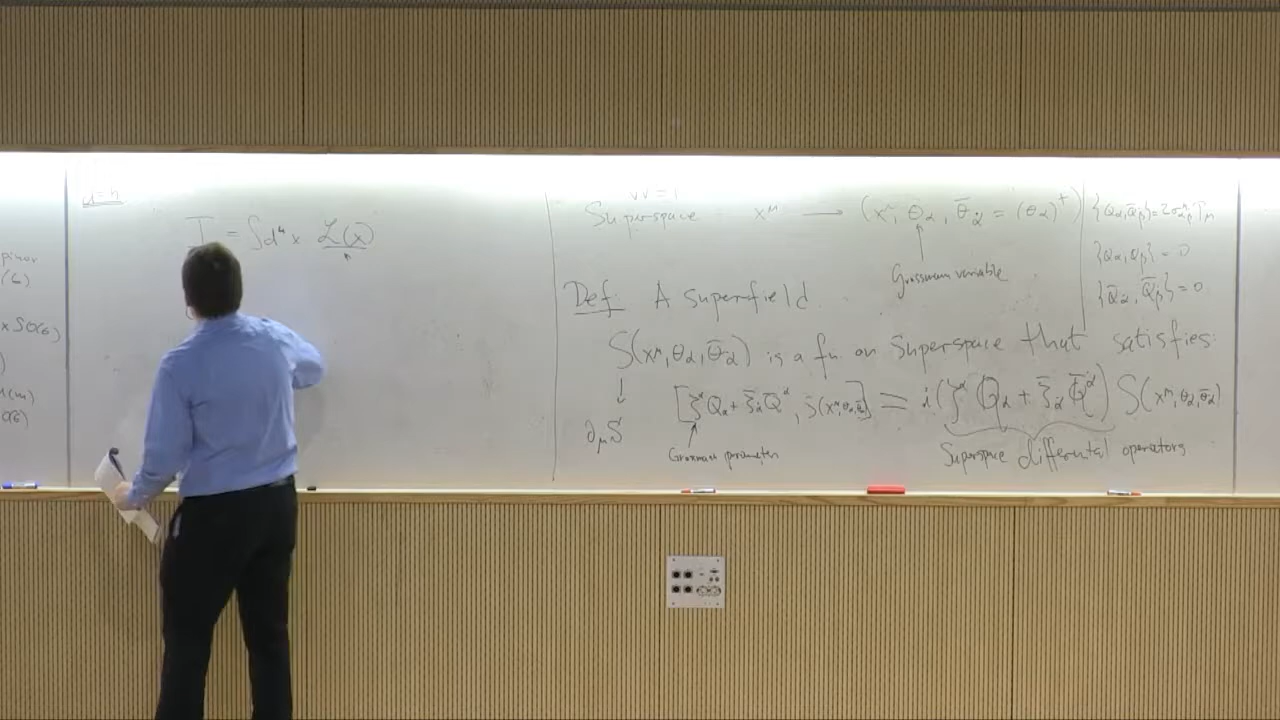 I = ∫d⁴x ℒ(x)
Superspace x^μ ⟶ (x^μ, θ_α, θ̄_α̇ = (θ_α)†)
Grassmann variable
{Q_α, Q̄_β̇} = 2σ^μ_αβ̇ P_μ
{Q_α, Q_β} = 0
{Q̄_α̇, Q̄_β̇} = 0
Def: A superfield
S(x^μ, θ_α, θ̄_α̇) is a fn. on superspace that satisfies:
↓
∂_μ S
[ξ^α Q_α + ξ̄_α̇ Q̄^α̇, S(x^μ, θ_α, θ̄_α̇)] = i(ξ^α Q_α + ξ̄_α̇ Q̄^α̇) S(x^μ, θ_α, θ̄_α̇)
Grassmann parameter
Superspace differential operators
x SO(6)